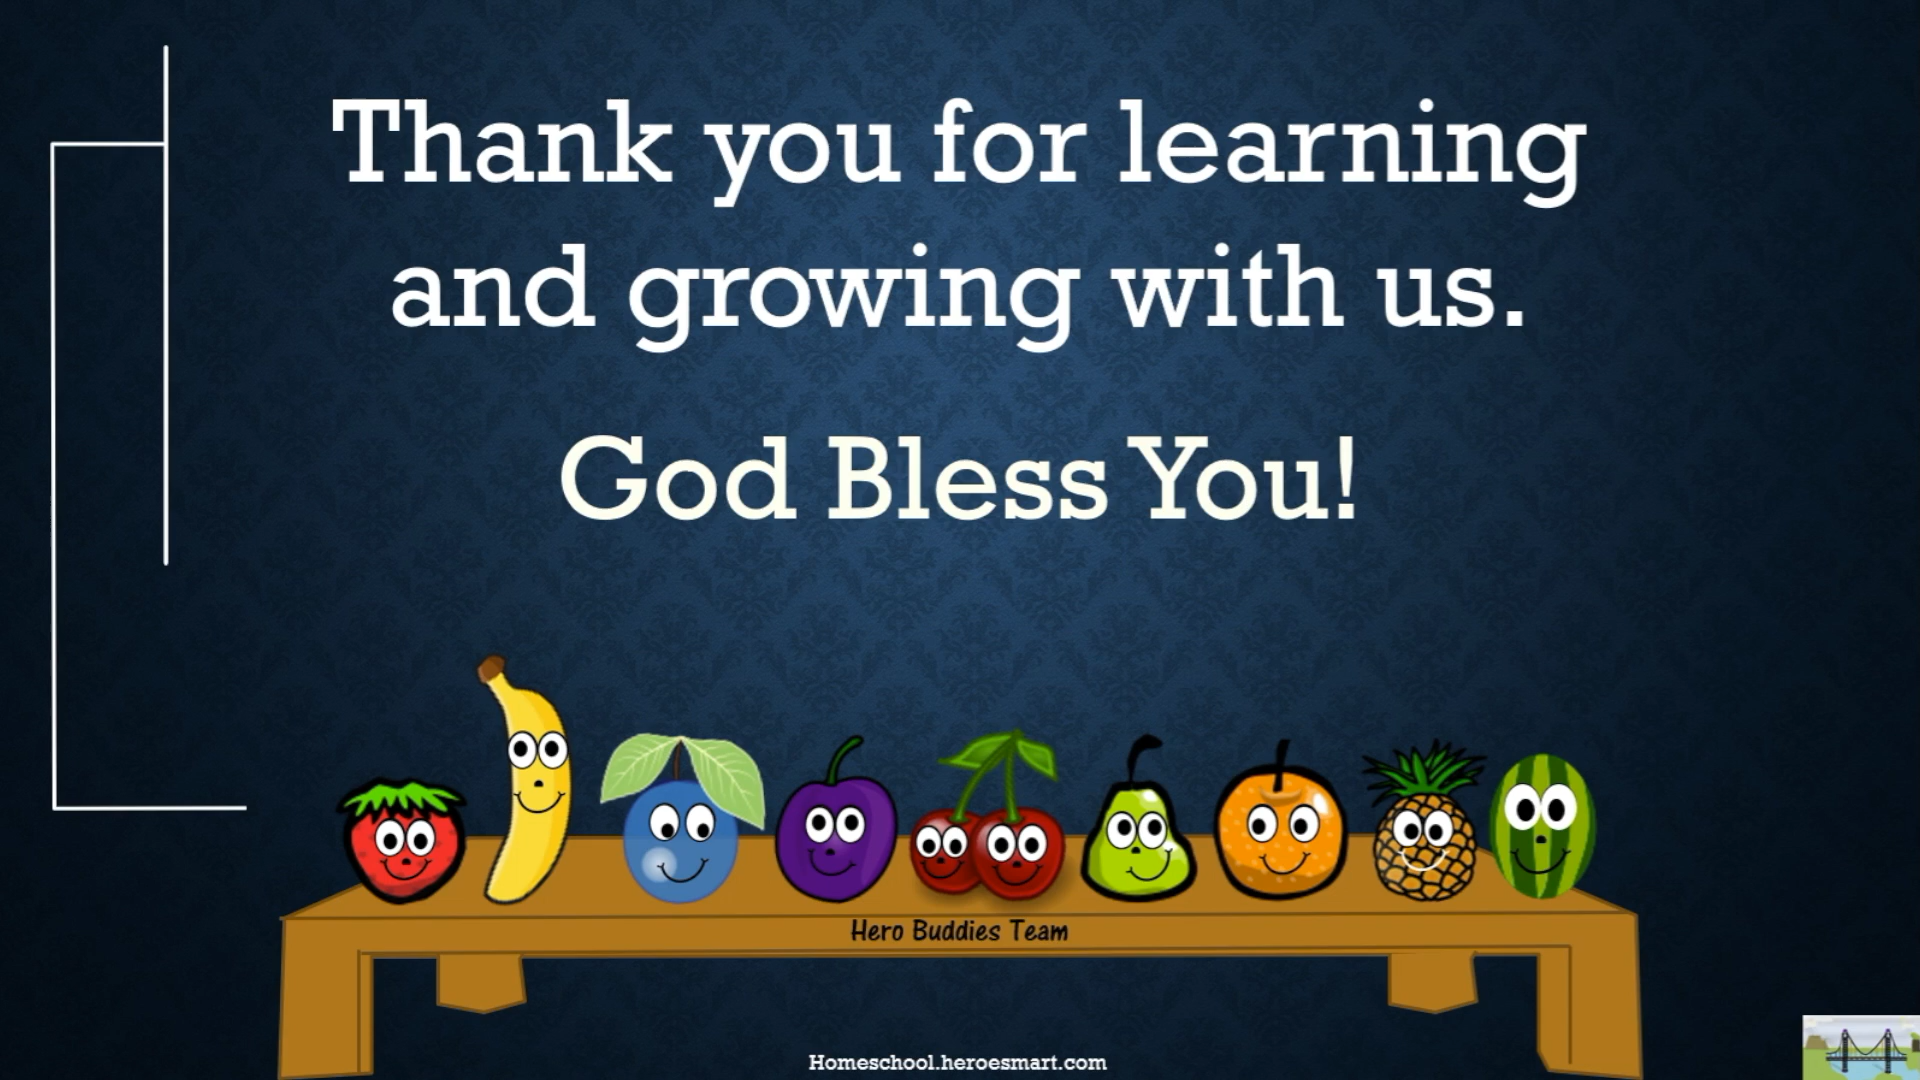 Thank you for learning
and growing with us.
God Bless You!
Hero Buddies Team
Homeschool.heroesmart.com